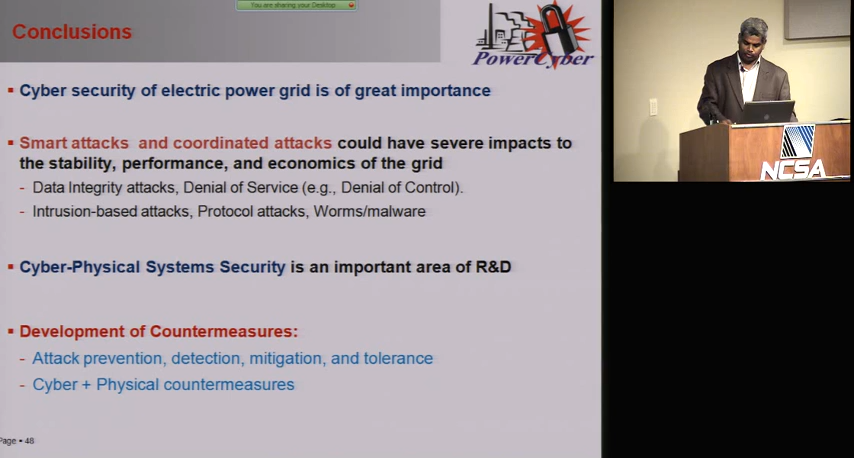 You are sharing your Desktop
Conclusions
PowerCyber
▪ Cyber security of electric power grid is of great importance
▪ Smart attacks and coordinated attacks could have severe impacts to
the stability, performance, and economics of the grid
- Data Integrity attacks, Denial of Service (e.g., Denial of Control).
- Intrusion-based attacks, Protocol attacks, Worms/malware
▪ Cyber-Physical Systems Security is an important area of R&D
▪ Development of Countermeasures:
- Attack prevention, detection, mitigation, and tolerance
- Cyber + Physical countermeasures
Page ▪ 48
NCSA